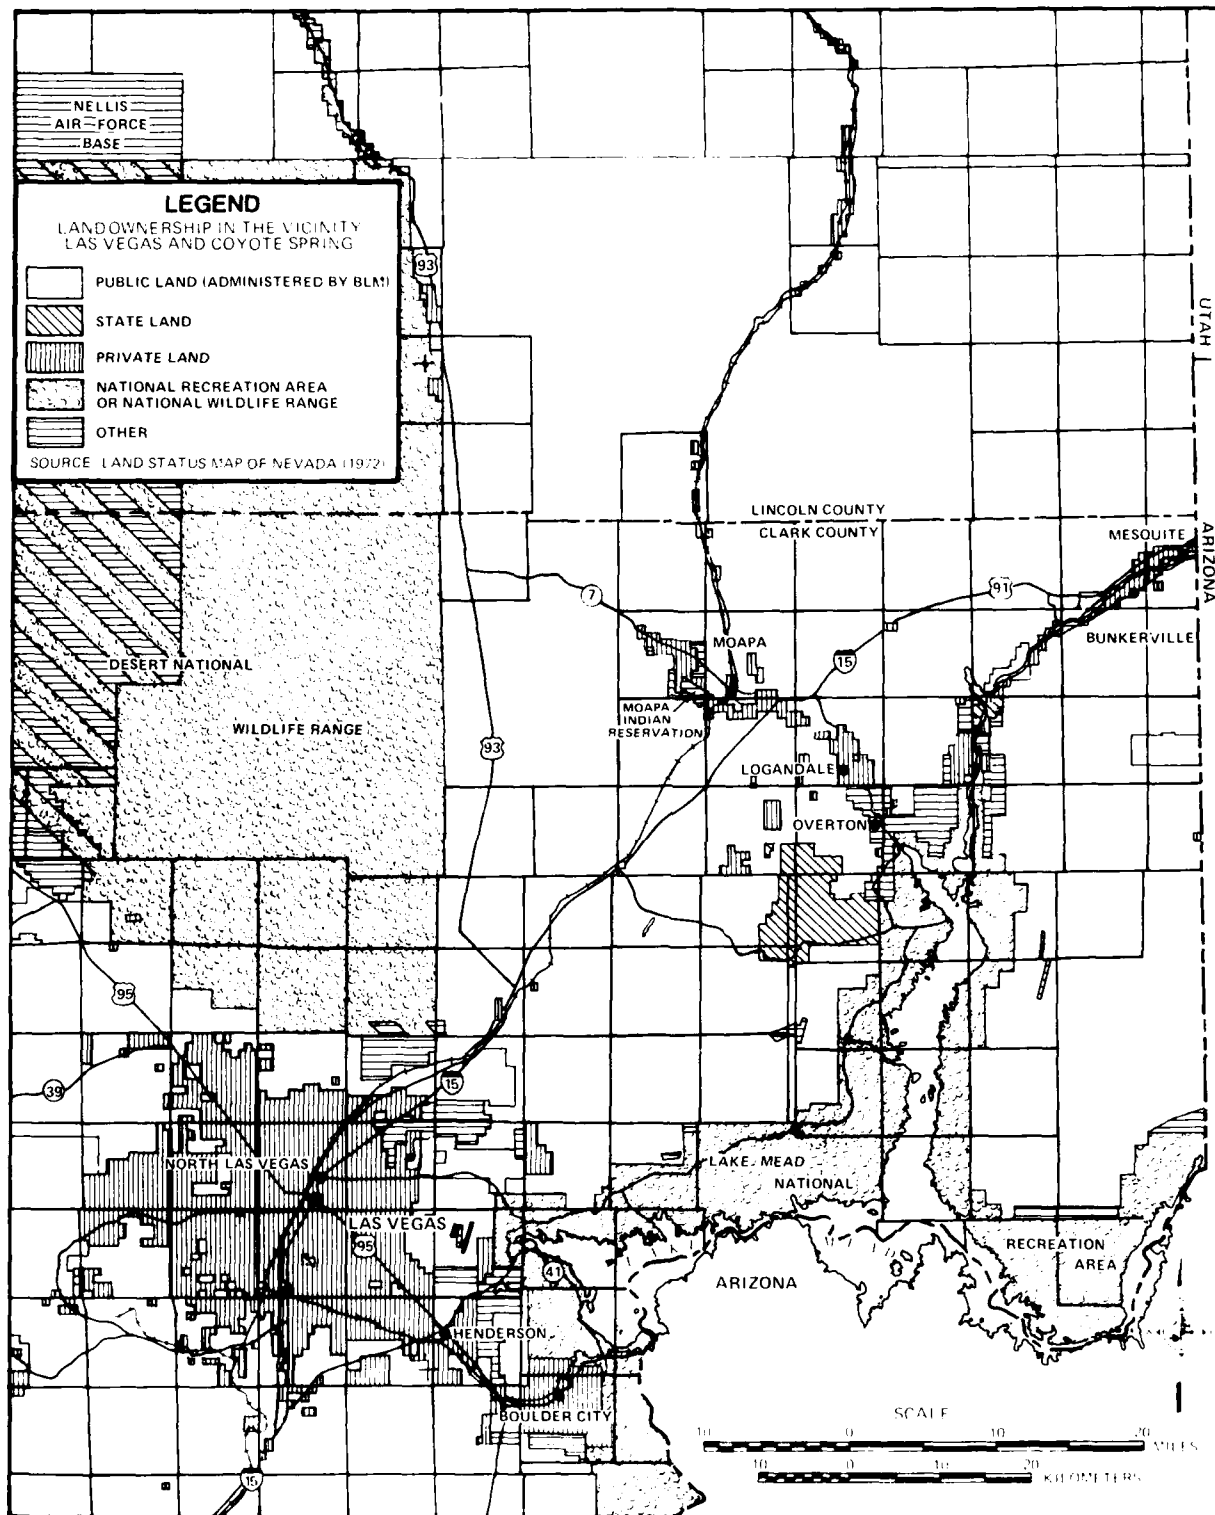 NELLIS
AIR FORCE
BASE
LEGEND
LANDOWNERSHIP IN THE VICINITY
LAS VEGAS AND COYOTE SPRING
PUBLIC LAND (ADMINISTERED BY BLM)
STATE LAND
PRIVATE LAND
NATIONAL RECREATION AREA
OR NATIONAL WILDLIFE RANGE
OTHER
SOURCE LAND STATUS MAP OF NEVADA (1972)
93
UTAH
ARIZONA
LINCOLN COUNTY
CLARK COUNTY
MESQUITE
7
91
BUNKERVILLE
MOAPA
15
DESERT NATIONAL
WILDLIFE RANGE
MOAPA
INDIAN
RESERVATION
93
LOGANDALE
OVERTON
95
39
15
NORTH LAS VEGAS
LAKE MEAD
NATIONAL
LAS VEGAS
95
41
RECREATION
AREA
ARIZONA
HENDERSON
BOULDER CITY
15
SCALE
10 0 10 20
MILES
10 0 10 20
KILOMETERS